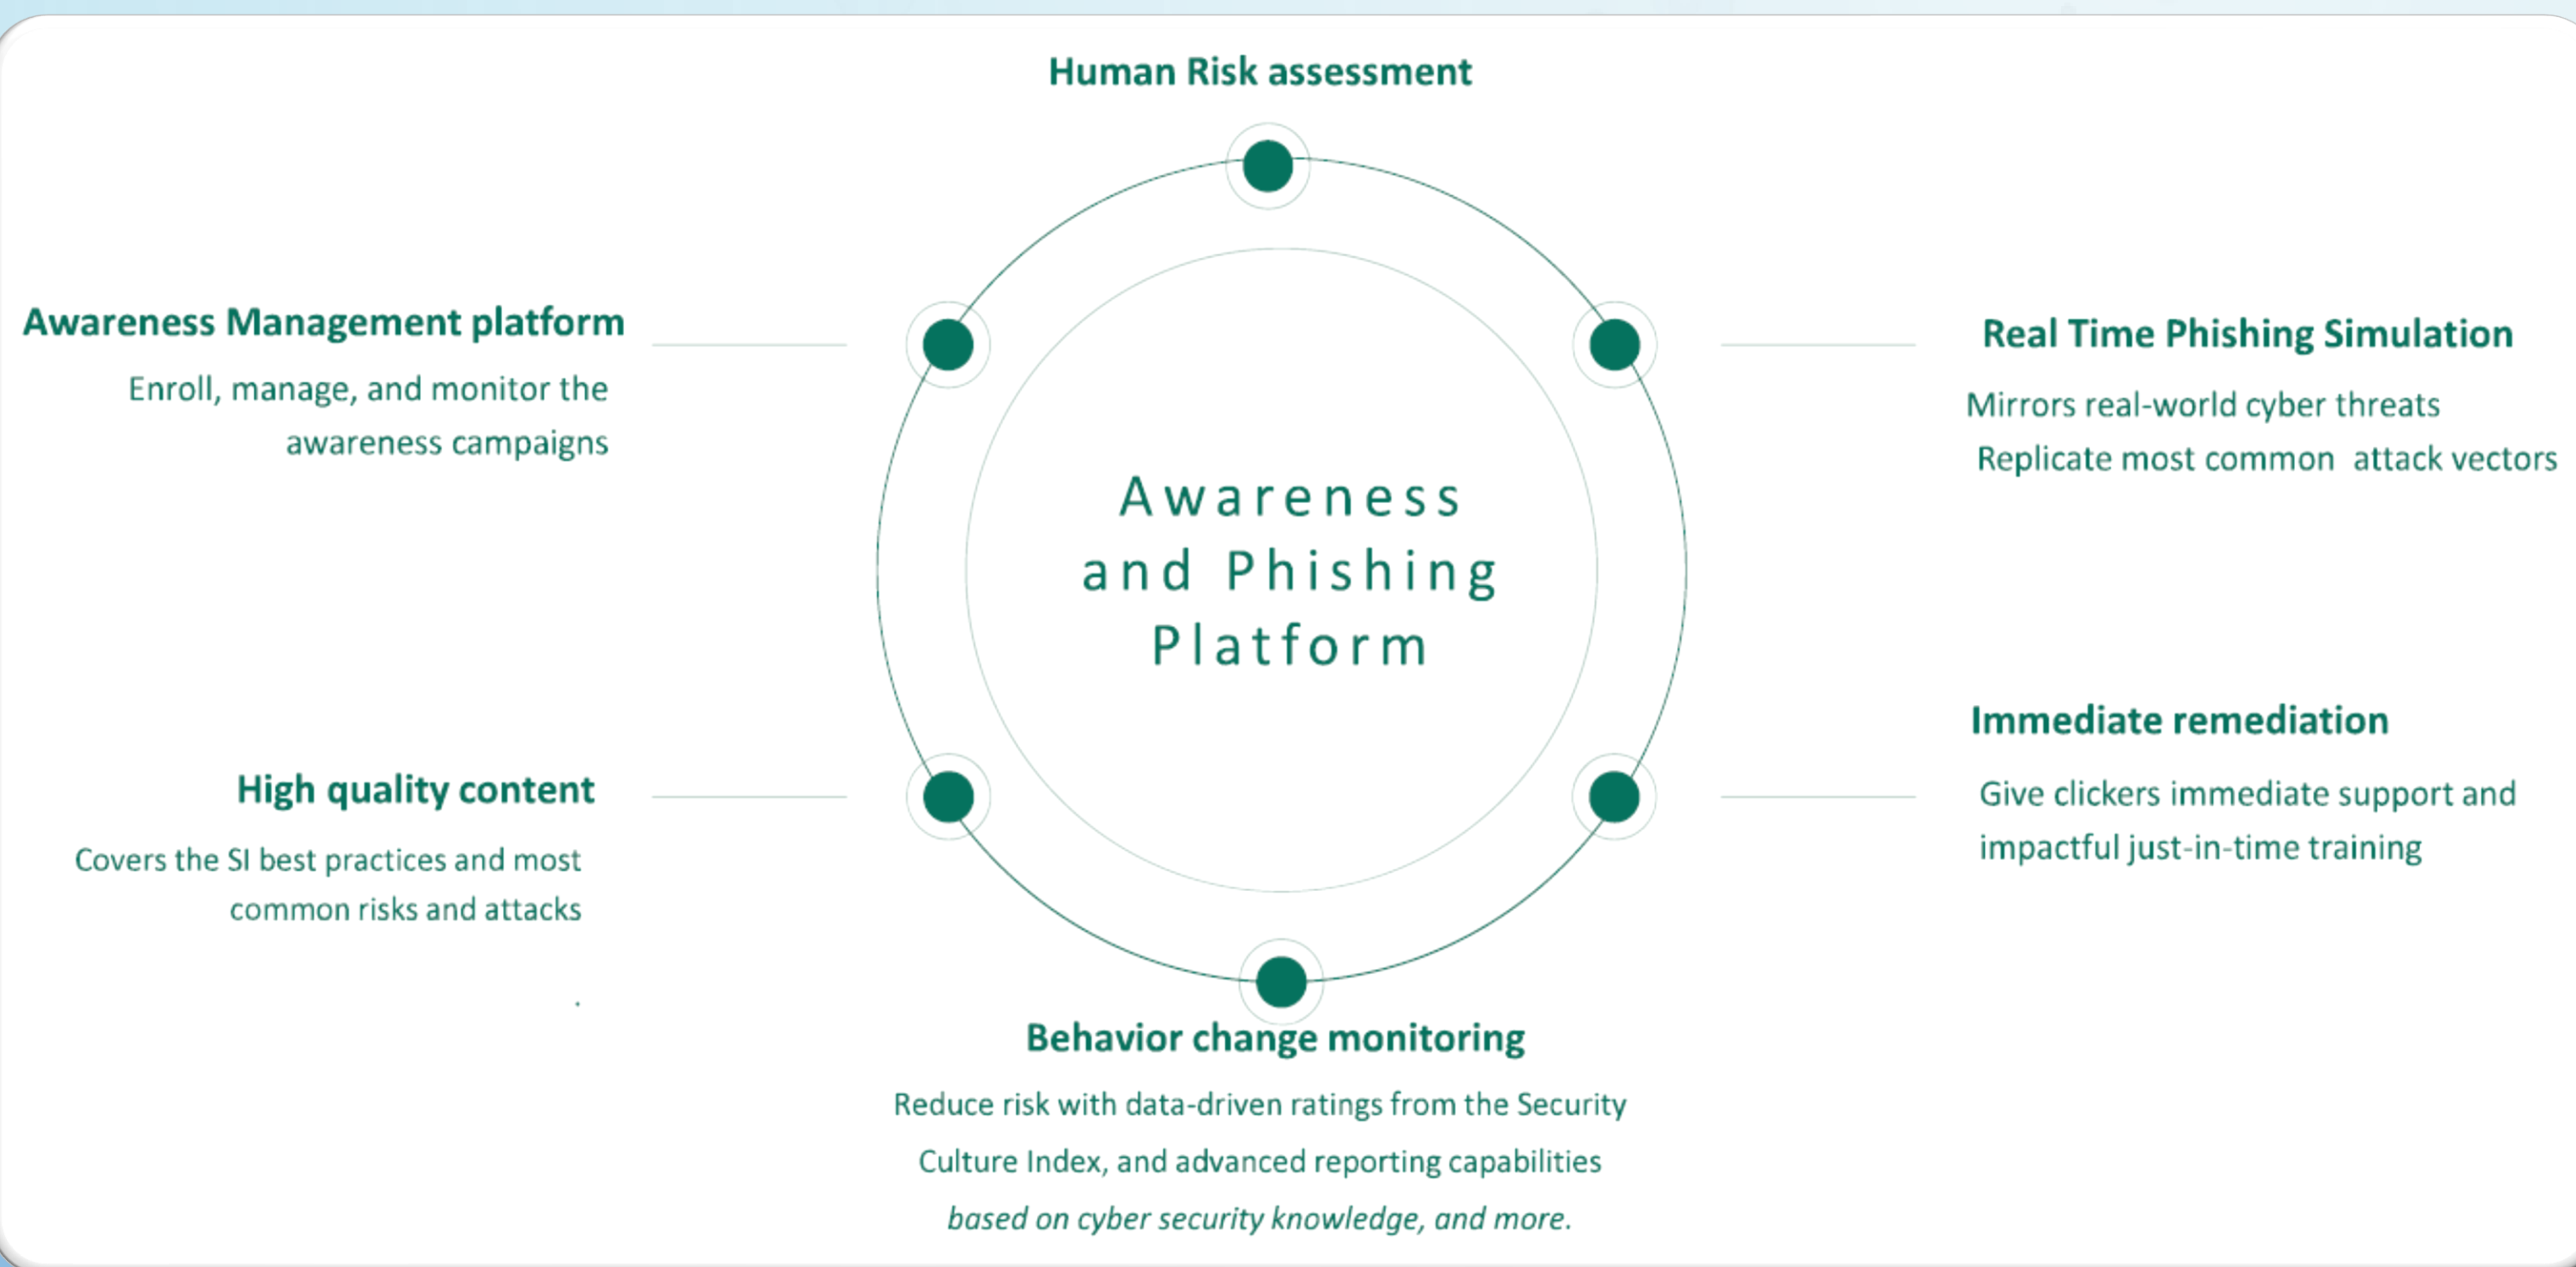 Human Risk assessment
Awareness Management platform
Enroll, manage, and monitor the
awareness campaigns
Real Time Phishing Simulation
Mirrors real-world cyber threats
Replicate most common attack vectors
Awareness
and Phishing
Platform
High quality content
Covers the SI best practices and most
common risks and attacks
.
Immediate remediation
Give clickers immediate support and
impactful just-in-time training
Behavior change monitoring
Reduce risk with data-driven ratings from the Security
Culture Index, and advanced reporting capabilities
based on cyber security knowledge, and more.